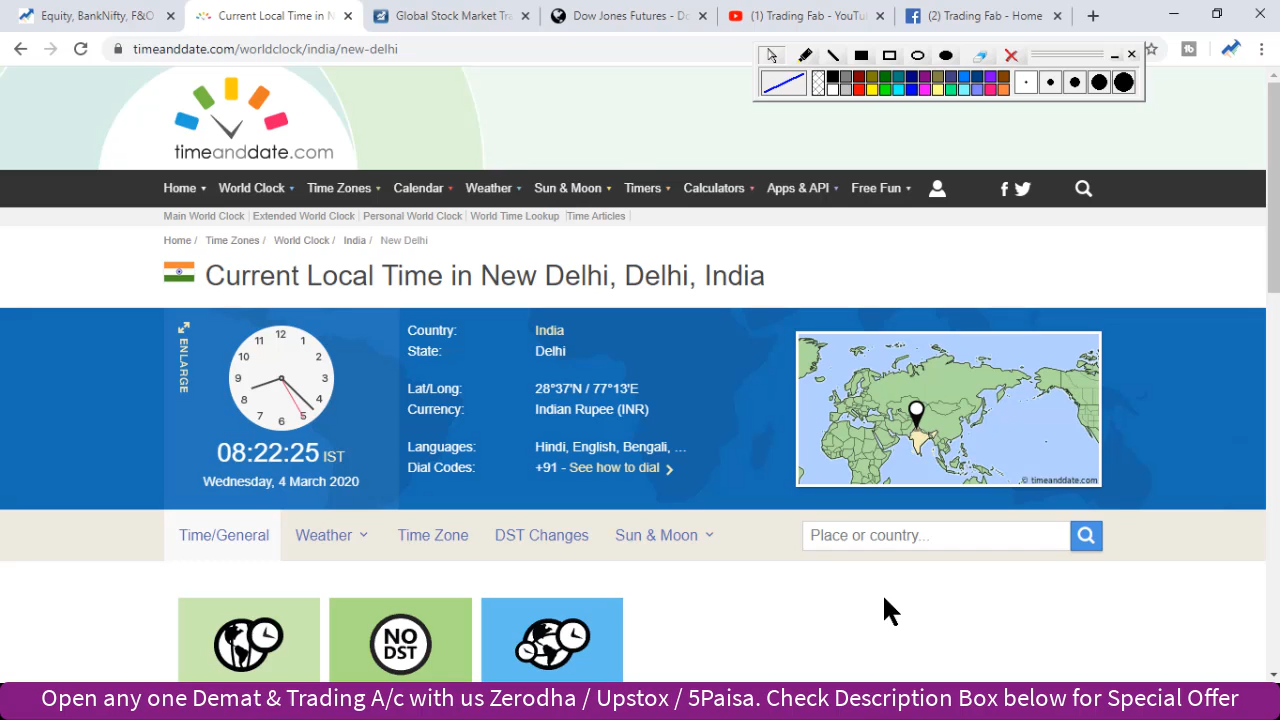 Equity, BankNifty, F&O
Current Local Time in N
Global Stock Market Tra
Dow Jones Futures - Do
(1) Trading Fab - YouTu
(2) Trading Fab - Home
timeanddate.com/worldclock/india/new-delhi
timeanddate.com
Home World Clock Time Zones Calendar Weather Sun & Moon Timers Calculators Apps & API Free Fun
Main World Clock Extended World Clock Personal World Clock World Time Lookup Time Articles
Home / Time Zones / World Clock / India / New Delhi
Current Local Time in New Delhi, Delhi, India
ENLARGE
12 1 2 3 4 5 6 7 8 9 10 11
08:22:25 IST
Wednesday, 4 March 2020
Country: India
State: Delhi
Lat/Long: 28°37'N / 77°13'E
Currency: Indian Rupee (INR)
Languages: Hindi, English, Bengali, ...
Dial Codes: +91 - See how to dial
© timeanddate.com
Time/General Weather Time Zone DST Changes Sun & Moon
Place or country...
NO
DST
Open any one Demat & Trading A/c with us Zerodha / Upstox / 5Paisa. Check Description Box below for Special Offer